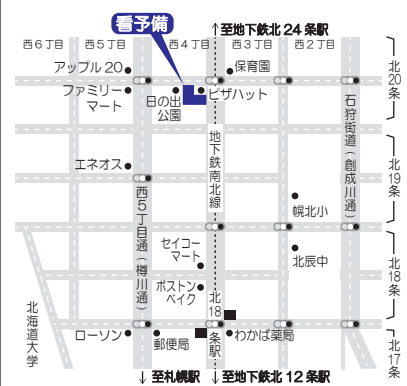 看予備
↑至地下鉄北24条駅
西6丁目
西5丁目
西4丁目
西3丁目
西2丁目
アップル20
保育園
北20条
ファミリー
マート
日の出
公園
ピザハット
地下鉄南北線
石狩街道(創成川通)
エネオス
北19条
西5丁目通(樽川通)
幌北小
セイコー
マート
北辰中
ボストン
ベイク
北18条
北18条駅
北海道大学
ローソン
郵便局
わかば薬局
北17条
↓至札幌駅
↓至地下鉄北12条駅